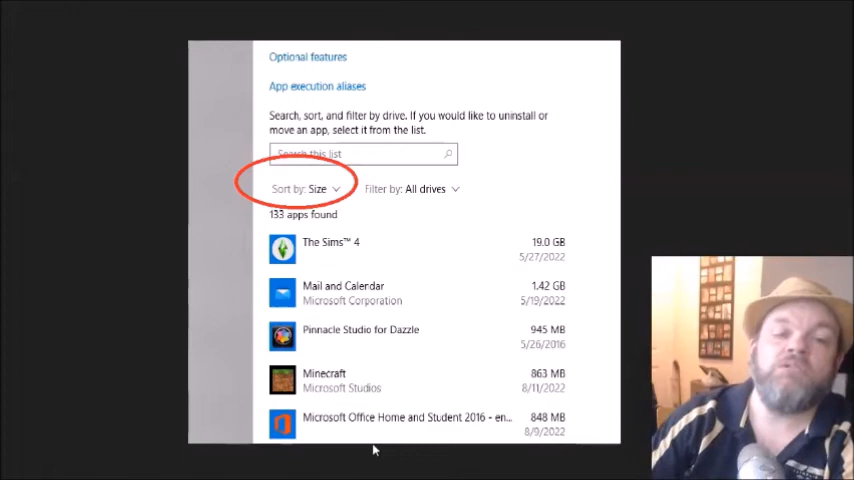 Optional features
App execution aliases
Search, sort, and filter by drive. If you would like to uninstall or
move an app, select it from the list.
Search this list
Sort by: Size Filter by: All drives
133 apps found
The Sims™ 4 19.0 GB
5/27/2022
Mail and Calendar 1.42 GB
Microsoft Corporation 5/19/2022
Pinnacle Studio for Dazzle 945 MB
5/26/2016
Minecraft 863 MB
Microsoft Studios 8/11/2022
Microsoft Office Home and Student 2016 - en... 848 MB
8/9/2022